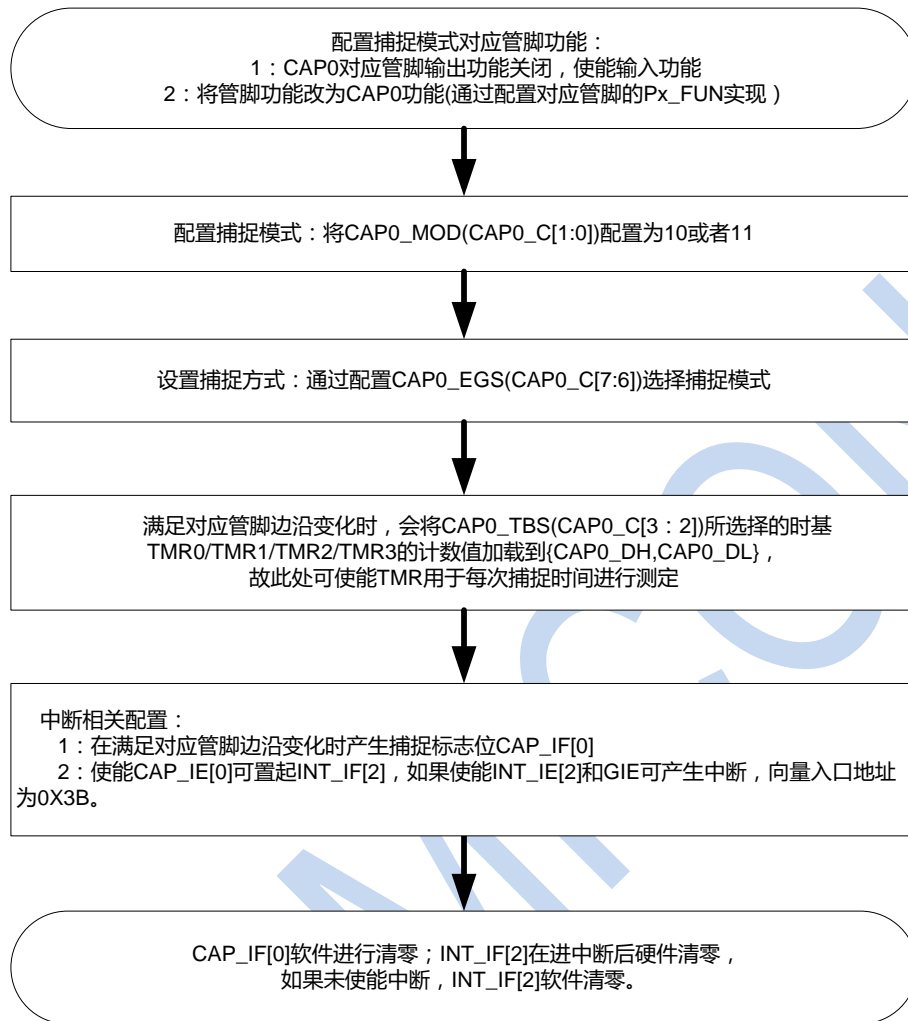 配置捕捉模式对应管脚功能：
1：CAP0对应管脚输出功能关闭，使能输入功能
2：将管脚功能改为CAP0功能(通过配置对应管脚的Px_FUN实现）
配置捕捉模式：将CAP0_MOD(CAP0_C[1:0])配置为10或者11
设置捕捉方式：通过配置CAP0_EGS(CAP0_C[7:6])选择捕捉模式
满足对应管脚边沿变化时，会将CAP0_TBS(CAP0_C[3：2])所选择的时基
TMR0/TMR1/TMR2/TMR3的计数值加载到{CAP0_DH,CAP0_DL}，
故此处可使能TMR用于每次捕捉时间进行测定
中断相关配置：
1：在满足对应管脚边沿变化时产生捕捉标志位CAP_IF[0]
2：使能CAP_IE[0]可置起INT_IF[2]，如果使能INT_IE[2]和GIE可产生中断，向量入口地址
为0X3B。
CAP_IF[0]软件进行清零；INT_IF[2]在进中断后硬件清零，
如果未使能中断，INT_IF[2]软件清零。